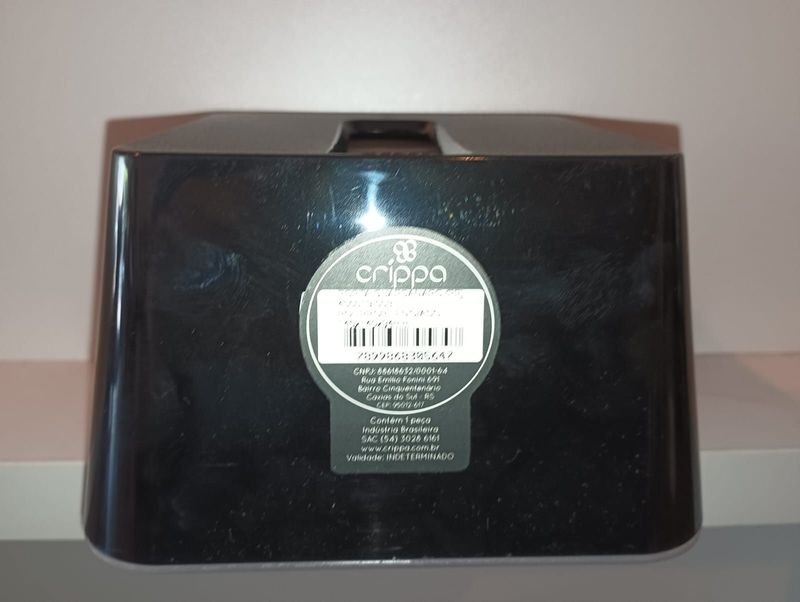 crippa
7899868305647
CNPJ: 88618632/0001-64
Rua Emílio Fonini 691
Bairro Cinquentenário
Caxias do Sul - RS
CEP: 95012-617
Contém 1 peça
Indústria Brasileira
SAC (54) 3028 6161
www.crippa.com.br
Validade: INDETERMINADO